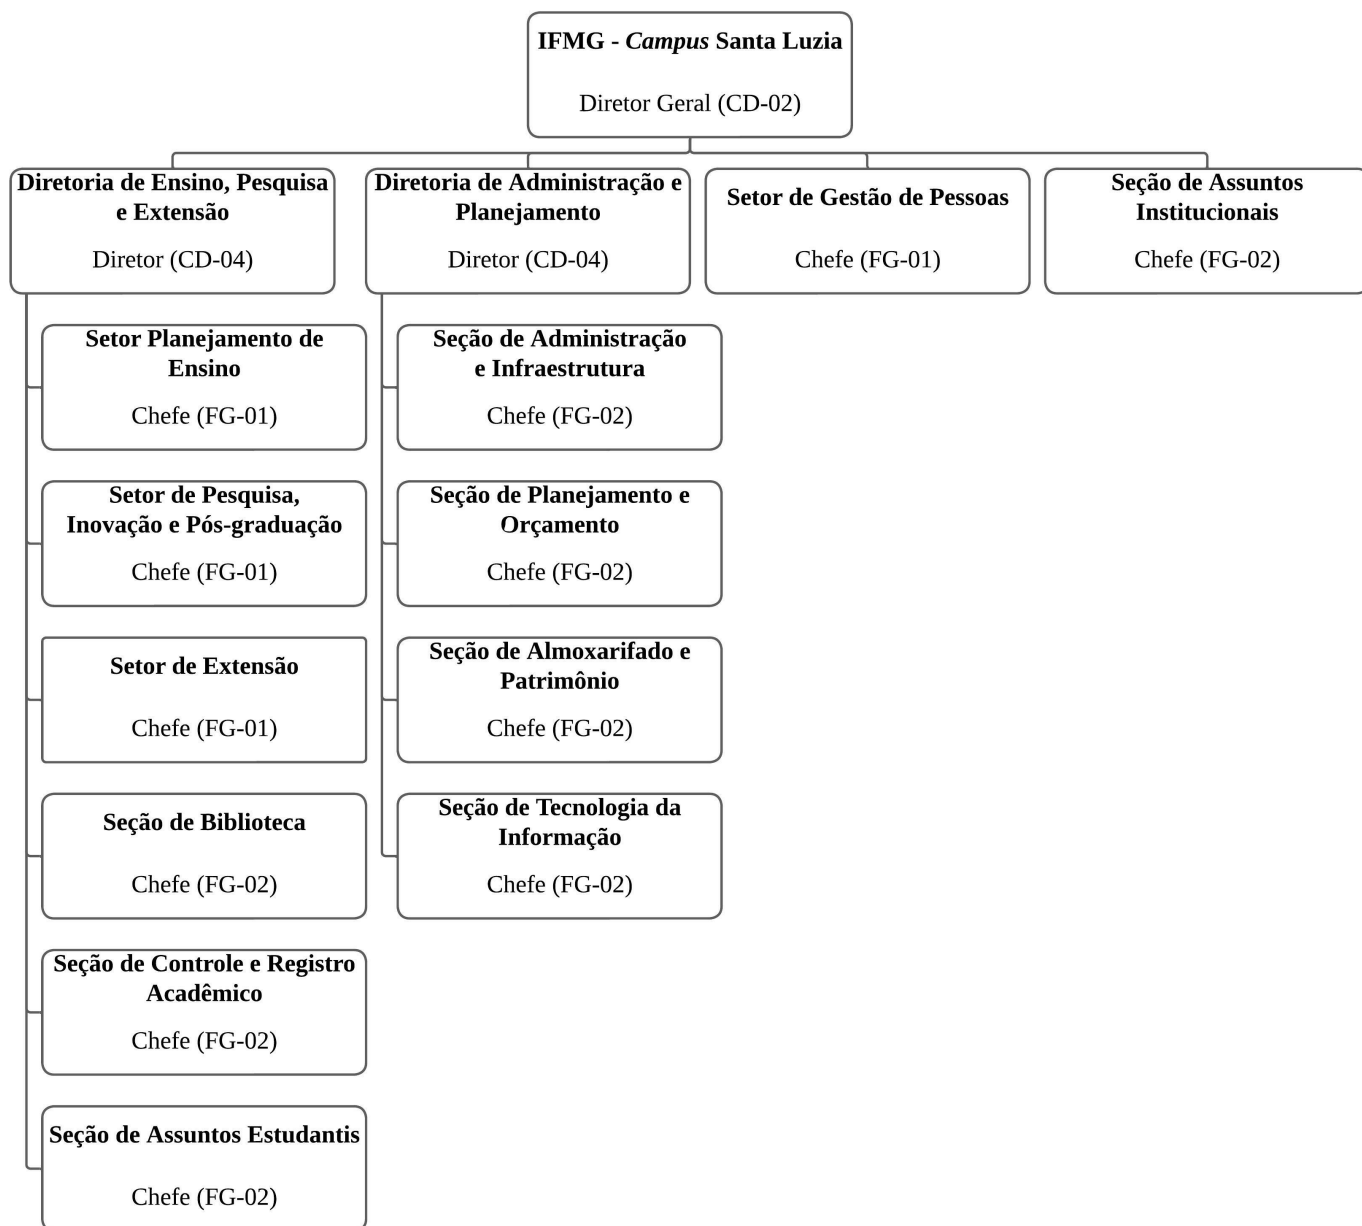 IFMG - Campus Santa Luzia
Diretor Geral (CD-02)
Diretoria de Ensino, Pesquisa
e Extensão
Diretor (CD-04)
Diretoria de Administração e
Planejamento
Diretor (CD-04)
Setor de Gestão de Pessoas
Chefe (FG-01)
Seção de Assuntos
Institucionais
Chefe (FG-02)
Setor Planejamento de
Ensino
Chefe (FG-01)
Setor de Pesquisa,
Inovação e Pós-graduação
Chefe (FG-01)
Setor de Extensão
Chefe (FG-01)
Seção de Biblioteca
Chefe (FG-02)
Seção de Controle e Registro
Acadêmico
Chefe (FG-02)
Seção de Assuntos Estudantis
Chefe (FG-02)
Seção de Administração
e Infraestrutura
Chefe (FG-02)
Seção de Planejamento e
Orçamento
Chefe (FG-02)
Seção de Almoxarifado e
Patrimônio
Chefe (FG-02)
Seção de Tecnologia da
Informação
Chefe (FG-02)